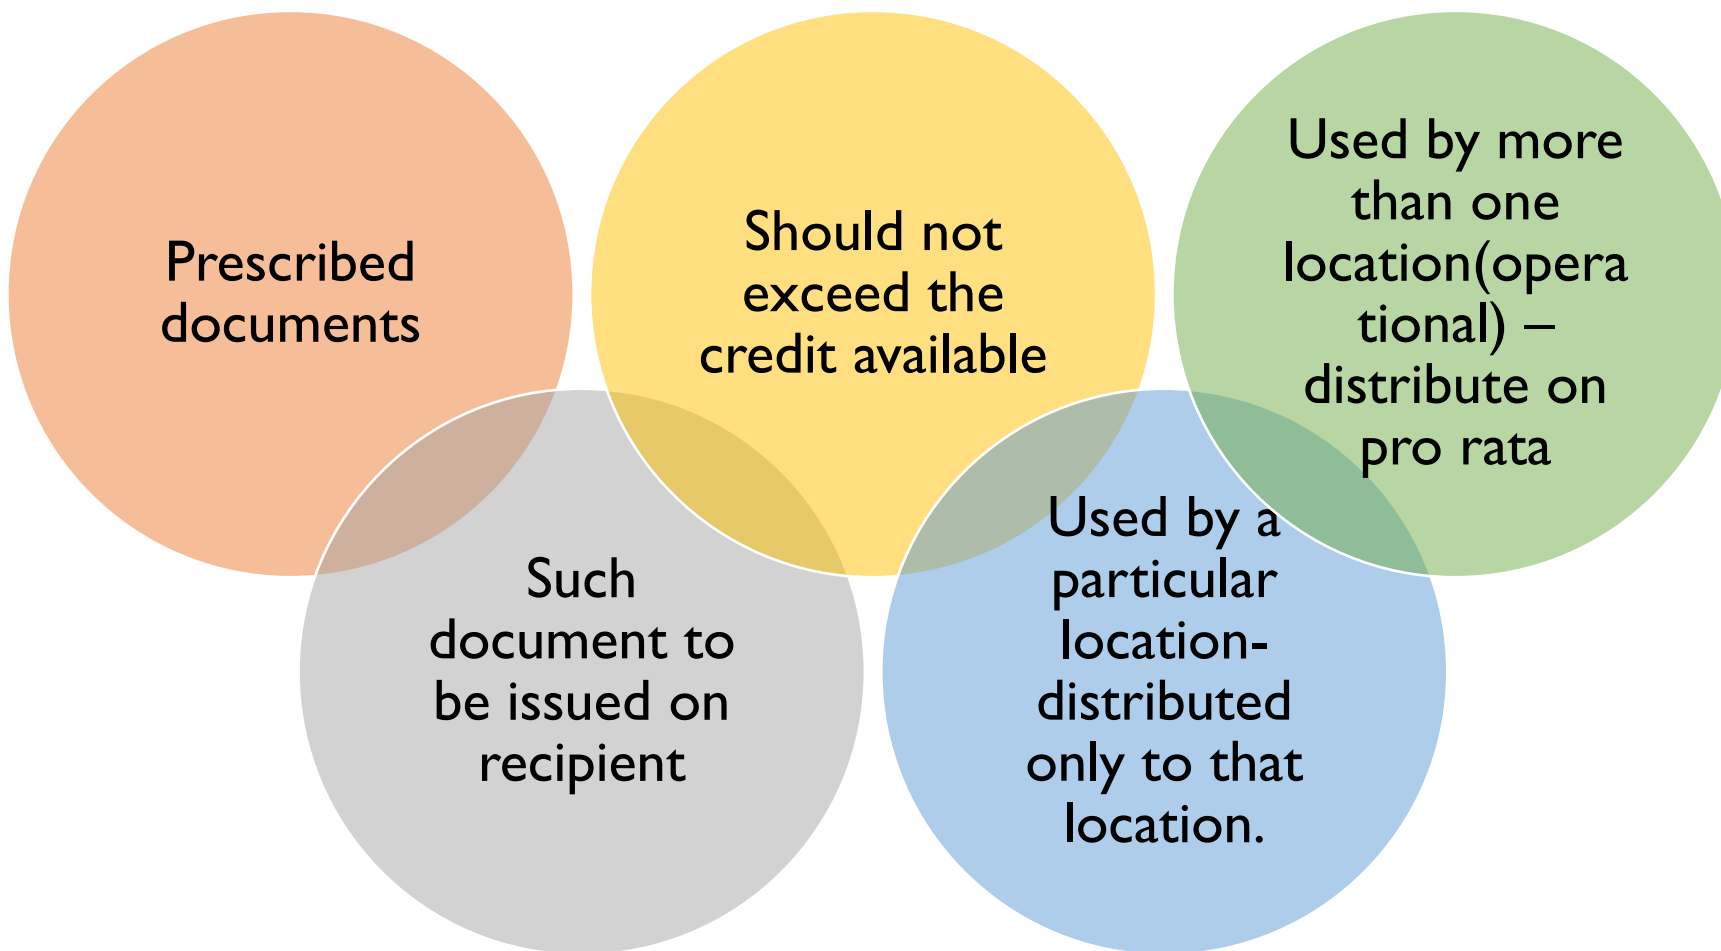 Prescribed
documents
Such
document to
be issued on
recipient
Should not
exceed the
credit available
Used by a
particular
location-
distributed
only to that
location.
Used by more
than one
location(opera
tional) –
distribute on
pro rata